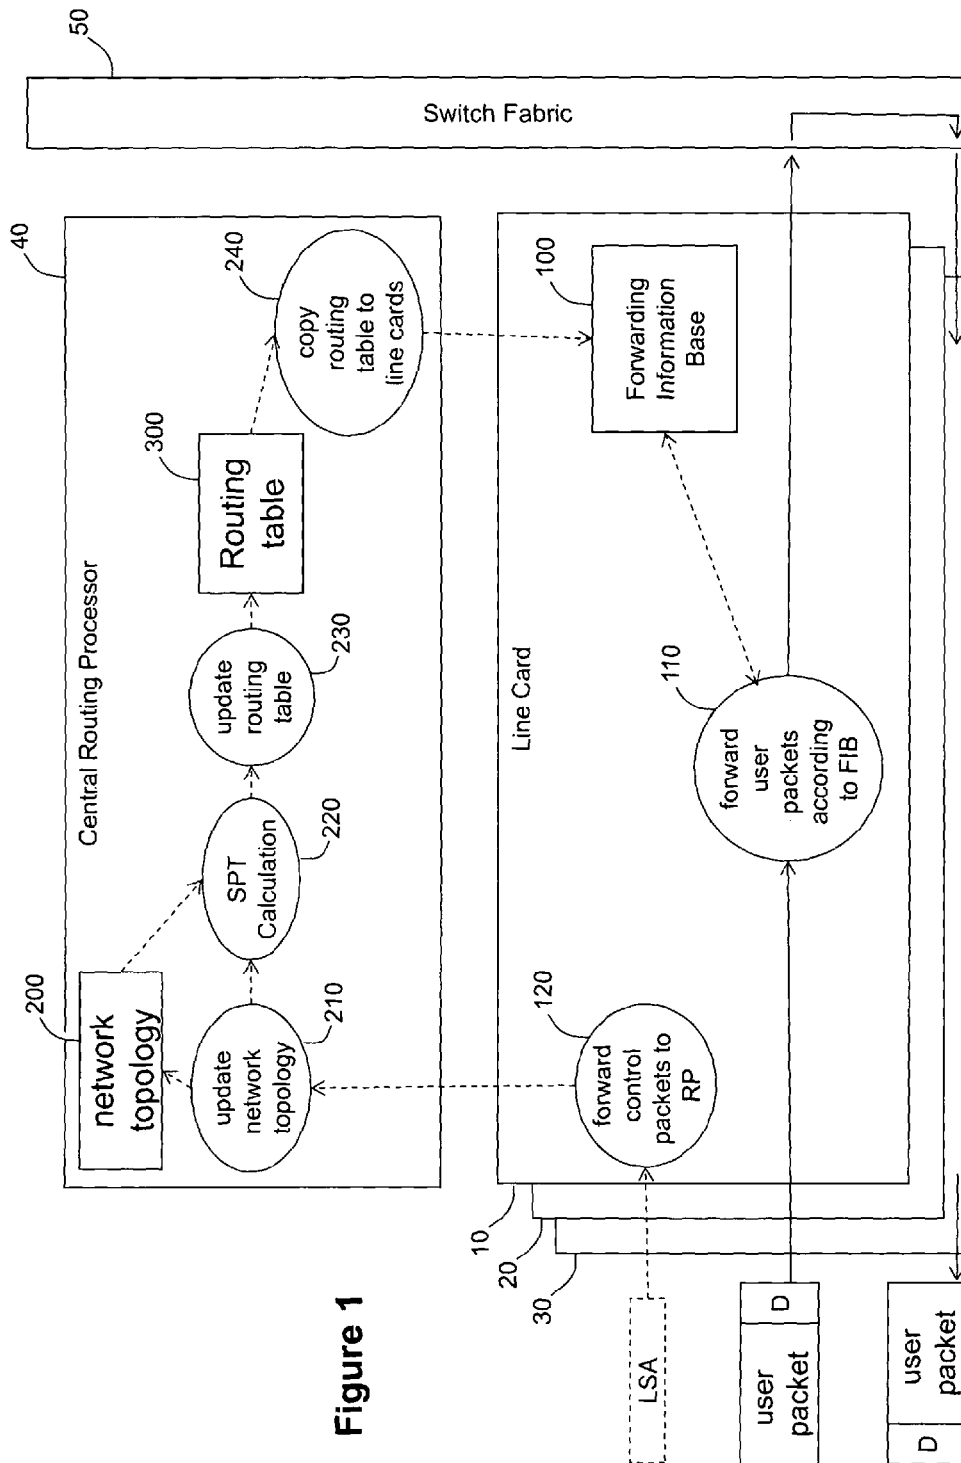 Figure 1
50
Switch Fabric
40
Central Routing Processor
200
network
topology
210
update
network
topology
220
SPT
Calculation
230
update
routing
table
300
Routing
table
240
copy
routing
table to
line cards
10
20
30
Line Card
100
Forwarding
Information
Base
110
forward
user
packets
according
to FIB
120
forward
control
packets to
RP
LSA
user
packet
D
user
packet
D